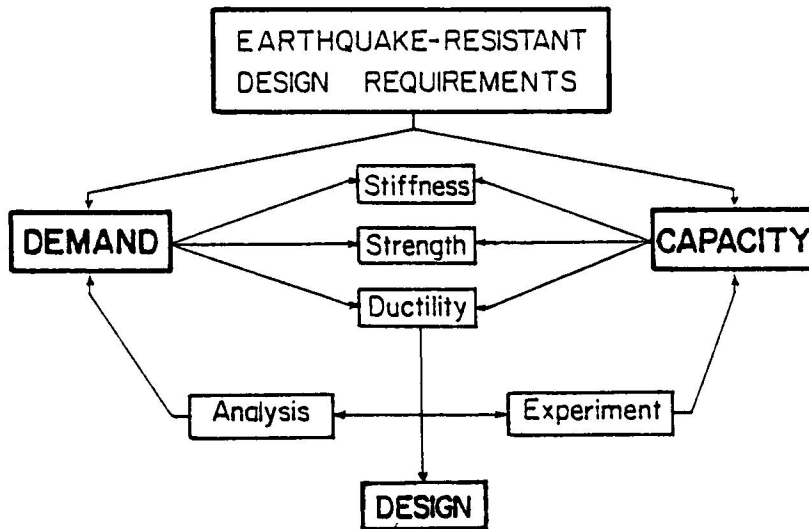 EARTHQUAKE-RESISTANT
DESIGN REQUIREMENTS
Stiffness
DEMAND
Strength
CAPACITY
Ductility
Analysis
Experiment
DESIGN